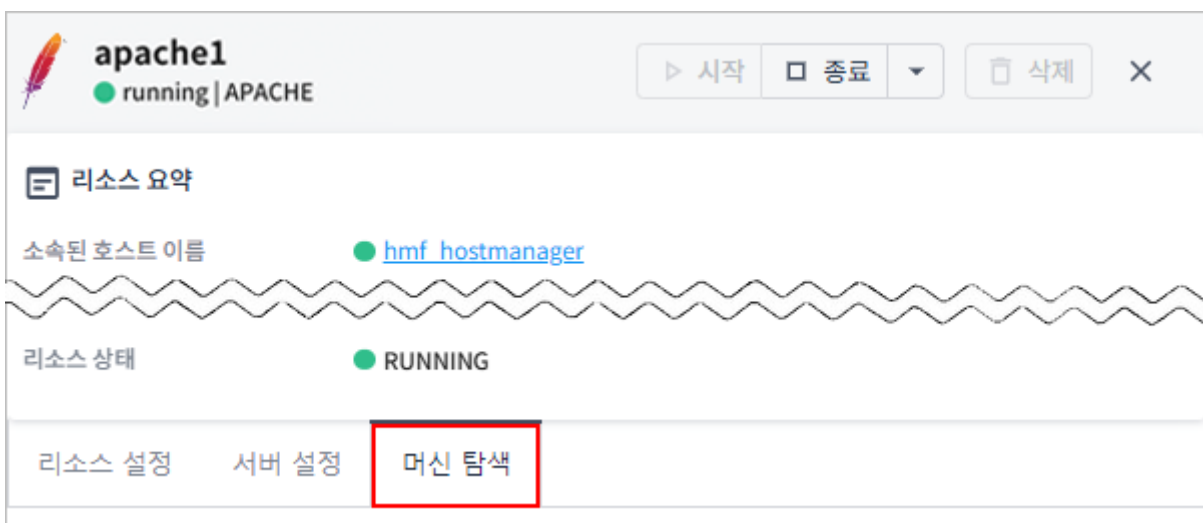 apache1
running | APACHE
시작 종료 삭제
리소스 요약
소속된 호스트 이름 hmf_hostmanager
리소스 상태 RUNNING
리소스 설정 서버 설정 머신 탐색